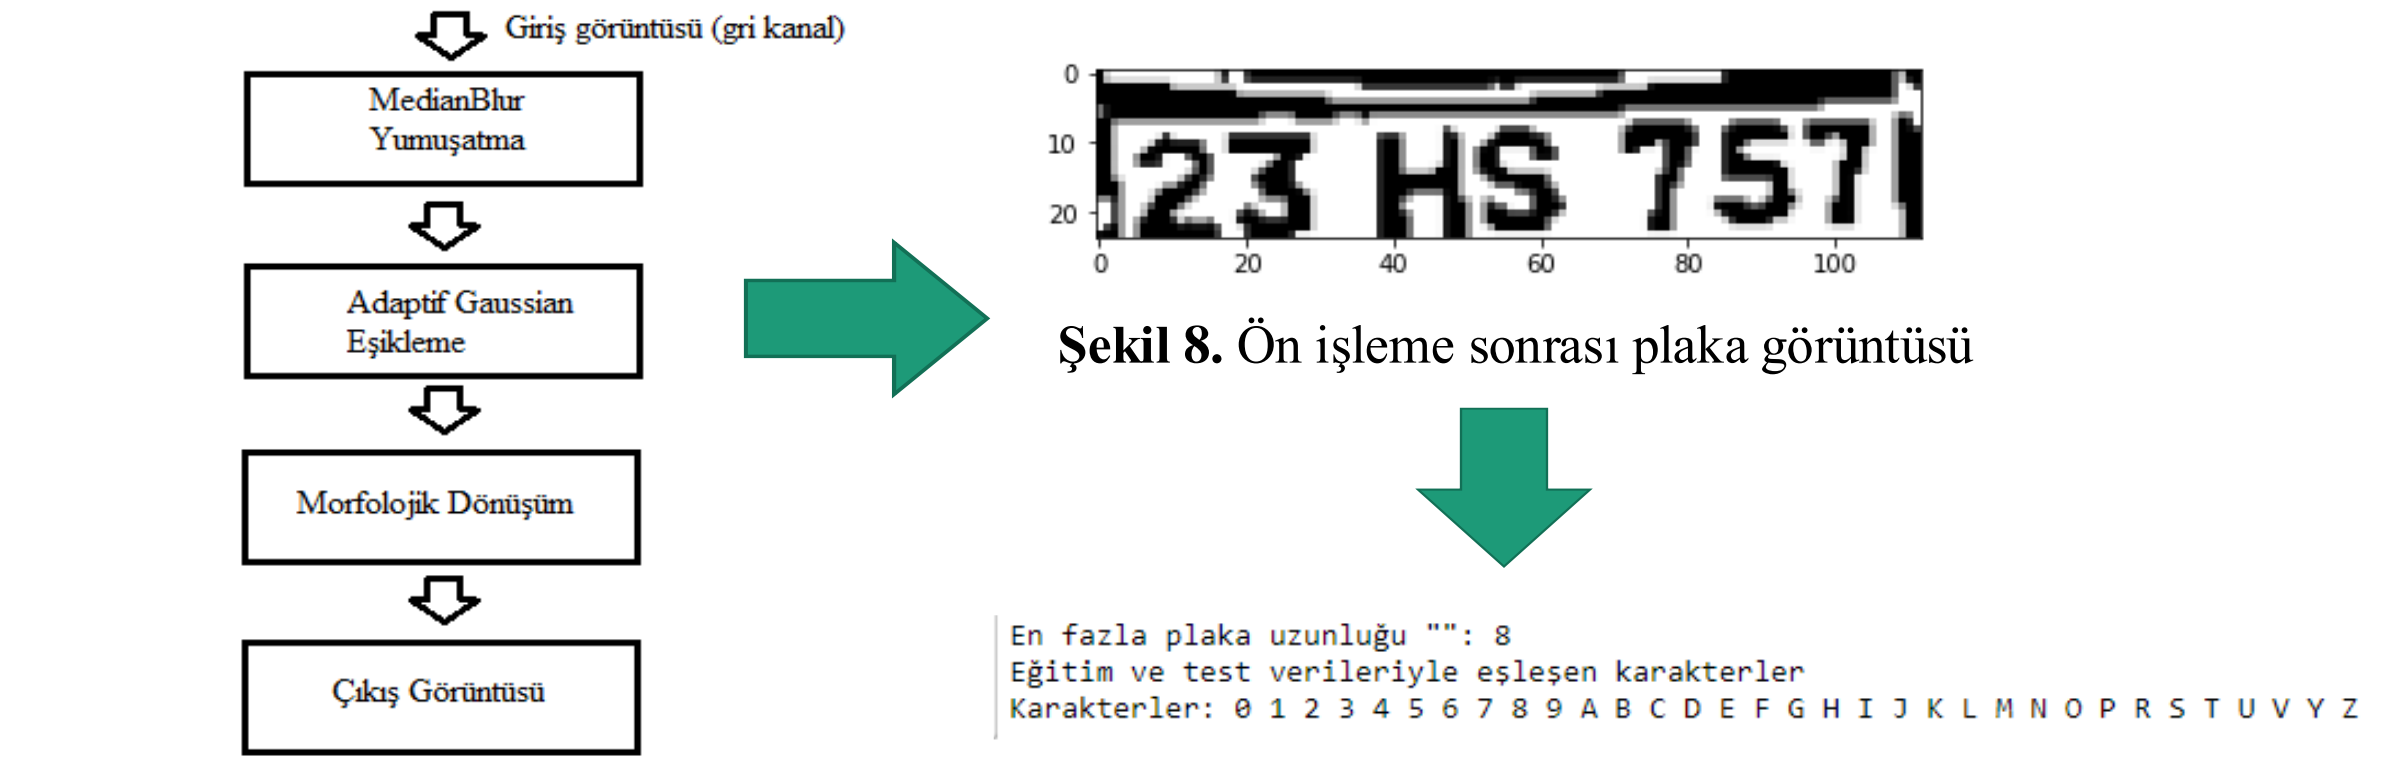 Giriş görüntüsü (gri kanal)
MedianBlur
Yumuşatma
Adaptif Gaussian
Eşikleme
Morfolojik Dönüşüm
Çıkış Görüntüsü
0
10
20
23 HS 757
0 20 40 60 80 100
Şekil 8. Ön işleme sonrası plaka görüntüsü
En fazla plaka uzunluğu "": 8
Eğitim ve test verileriyle eşleşen karakterler
Karakterler: 0 1 2 3 4 5 6 7 8 9 A B C D E F G H I J K L M N O P R S T U V Y Z